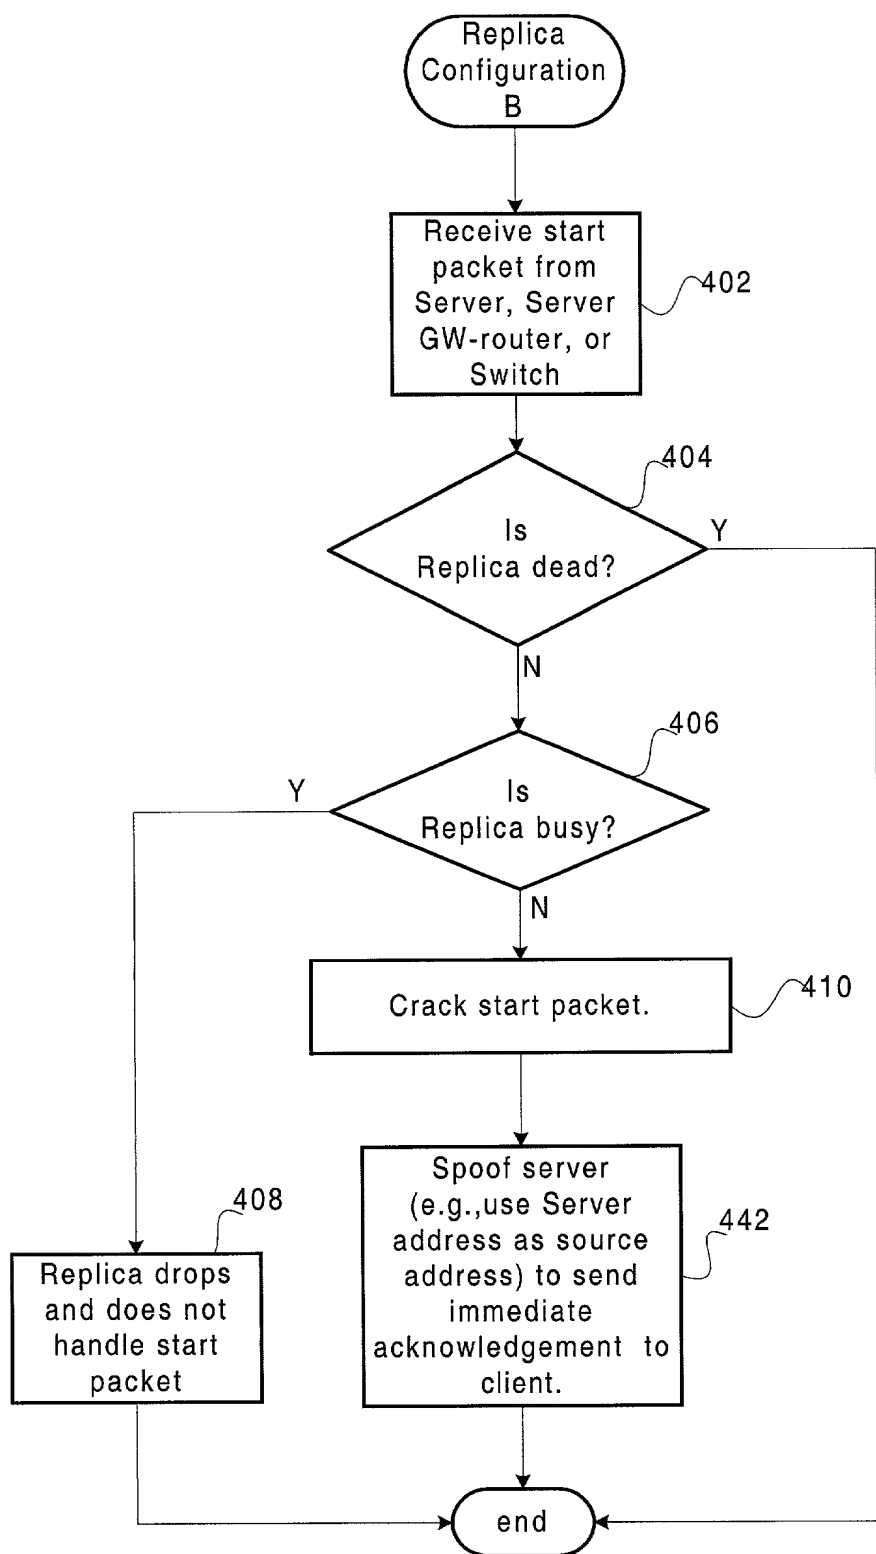 Replica
Configuration
B
Receive start
packet from
Server, Server
GW-router, or
Switch
402
404
Is
Replica dead?
Y
N
406
Is
Replica busy?
Y
N
Crack start packet.
410
Spoof server
(e.g.,use Server
address as source
address) to send
immediate
acknowledgement to
client.
442
408
Replica drops
and does not
handle start
packet
end